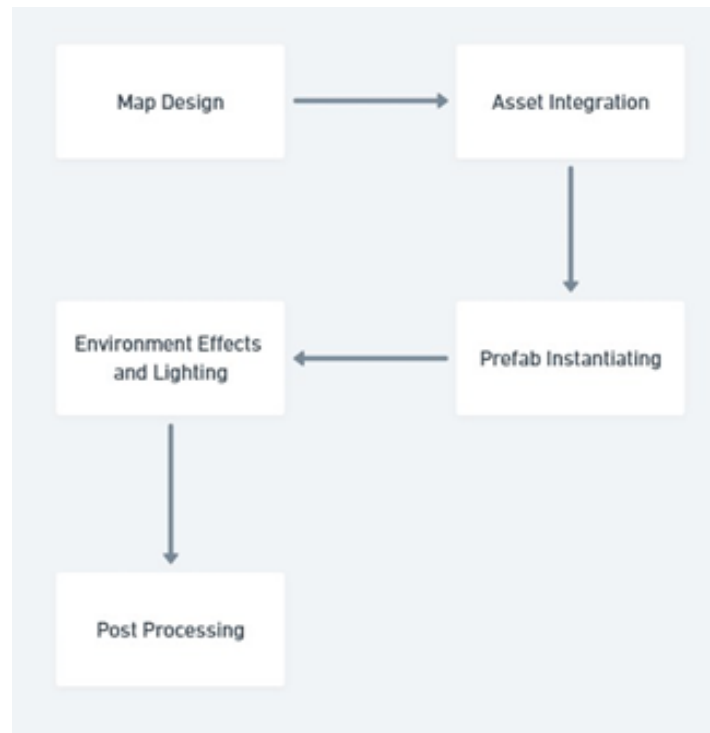 Map Design
Asset Integration
Prefab Instantiating
Environment Effects
and Lighting
Post Processing